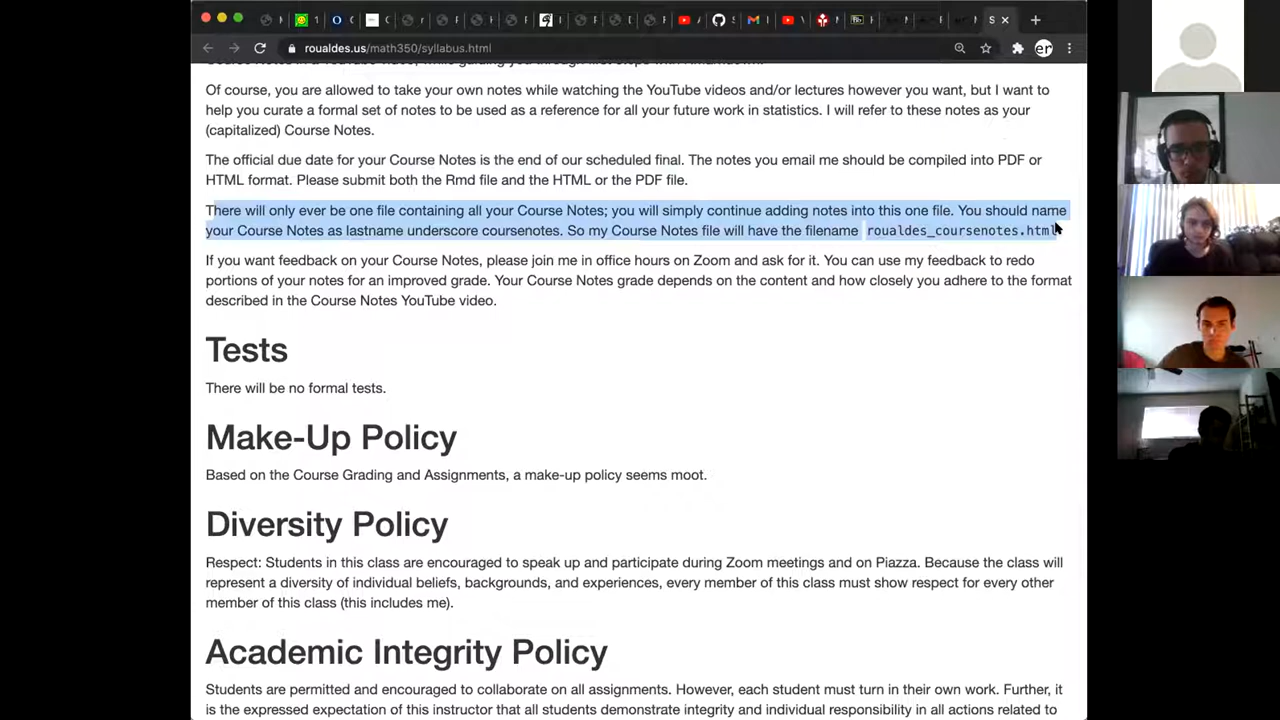 roualdes.us/math350/syllabus.html
er
Of course, you are allowed to take your own notes while watching the YouTube videos and/or lectures however you want, but I want to
help you curate a formal set of notes to be used as a reference for all your future work in statistics. I will refer to these notes as your
(capitalized) Course Notes.
The official due date for your Course Notes is the end of our scheduled final. The notes you email me should be compiled into PDF or
HTML format. Please submit both the Rmd file and the HTML or the PDF file.
There will only ever be one file containing all your Course Notes; you will simply continue adding notes into this one file. You should name
your Course Notes as lastname underscore coursenotes. So my Course Notes file will have the filename roualdes_coursenotes.html
If you want feedback on your Course Notes, please join me in office hours on Zoom and ask for it. You can use my feedback to redo
portions of your notes for an improved grade. Your Course Notes grade depends on the content and how closely you adhere to the format
described in the Course Notes YouTube video.
Tests
There will be no formal tests.
Make-Up Policy
Based on the Course Grading and Assignments, a make-up policy seems moot.
Diversity Policy
Respect: Students in this class are encouraged to speak up and participate during Zoom meetings and on Piazza. Because the class will
represent a diversity of individual beliefs, backgrounds, and experiences, every member of this class must show respect for every other
member of this class (this includes me).
Academic Integrity Policy
Students are permitted and encouraged to collaborate on all assignments. However, each student must turn in their own work. Further, it
is the expressed expectation of this instructor that all students demonstrate integrity and individual responsibility in all actions related to